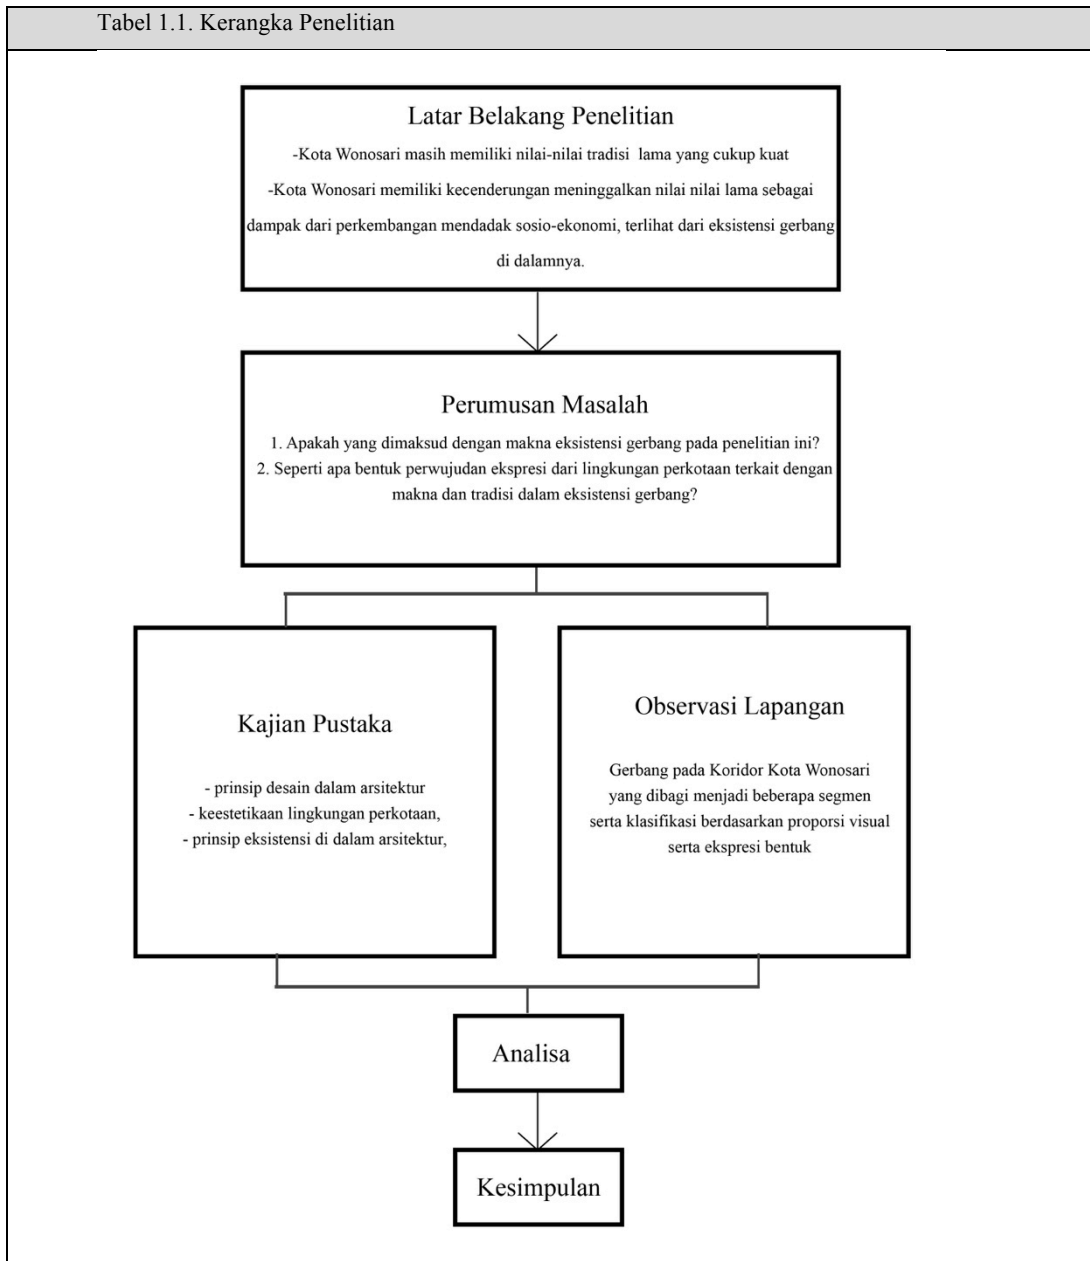 Tabel 1.1. Kerangka Penelitian
Latar Belakang Penelitian
-Kota Wonosari masih memiliki nilai-nilai tradisi lama yang cukup kuat
-Kota Wonosari memiliki kecenderungan meninggalkan nilai nilai lama sebagai
dampak dari perkembangan mendadak sosio-ekonomi, terlihat dari eksistensi gerbang
di dalamnya.
Perumusan Masalah
1. Apakah yang dimaksud dengan makna eksistensi gerbang pada penelitian ini?
2. Seperti apa bentuk perwujudan ekspresi dari lingkungan perkotaan terkait dengan
makna dan tradisi dalam eksistensi gerbang?
Kajian Pustaka
- prinsip desain dalam arsitektur
- keestetikaan lingkungan perkotaan,
- prinsip eksistensi di dalam arsitektur,
Observasi Lapangan
Gerbang pada Koridor Kota Wonosari
yang dibagi menjadi beberapa segmen
serta klasifikasi berdasarkan proporsi visual
serta ekspresi bentuk
Analisa
Kesimpulan